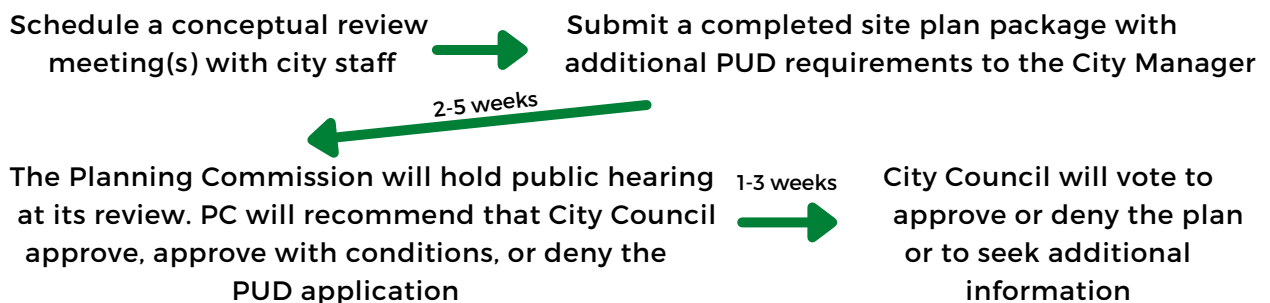 Schedule a conceptual review
meeting(s) with city staff
Submit a completed site plan package with
additional PUD requirements to the City Manager
2-5 weeks
The Planning Commission will hold public hearing
at its review. PC will recommend that City Council
approve, approve with conditions, or deny the
PUD application
1-3 weeks
City Council will vote to
approve or deny the plan
or to seek additional
information